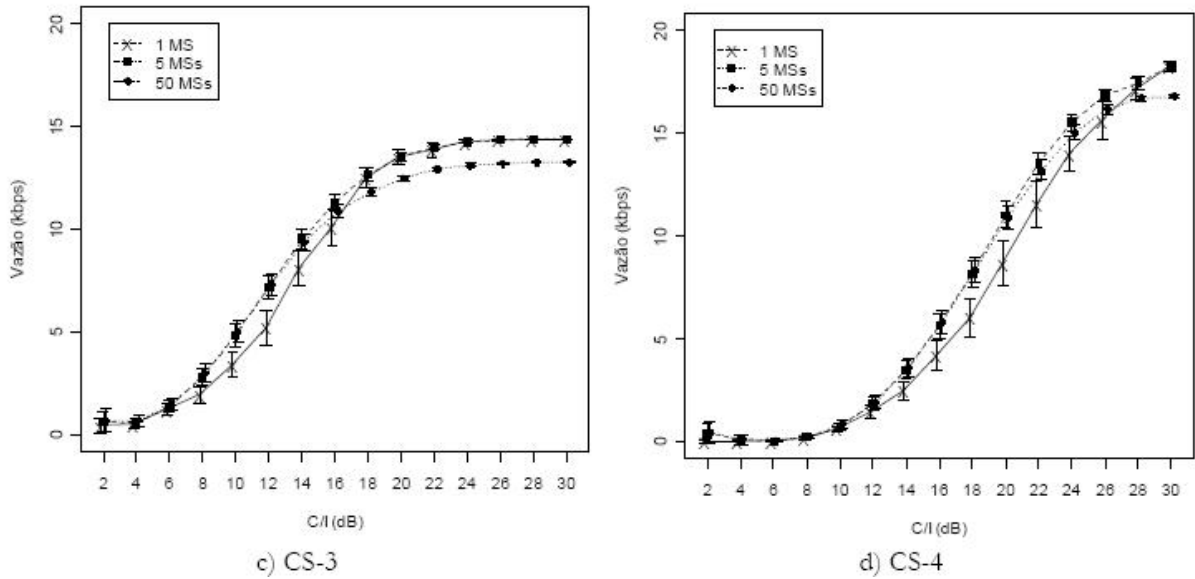 20
15
10
5
0
Vazão (kbps)
1 MS
5 MSs
50 MSs
2 4 6 8 10 12 14 16 18 20 22 24 26 28 30
C/I (dB)
c) CS-3
20
15
10
5
0
Vazão (kbps)
1 MS
5 MSs
50 MSs
2 4 6 8 10 12 14 16 18 20 22 24 26 28 30
C/I (dB)
d) CS-4